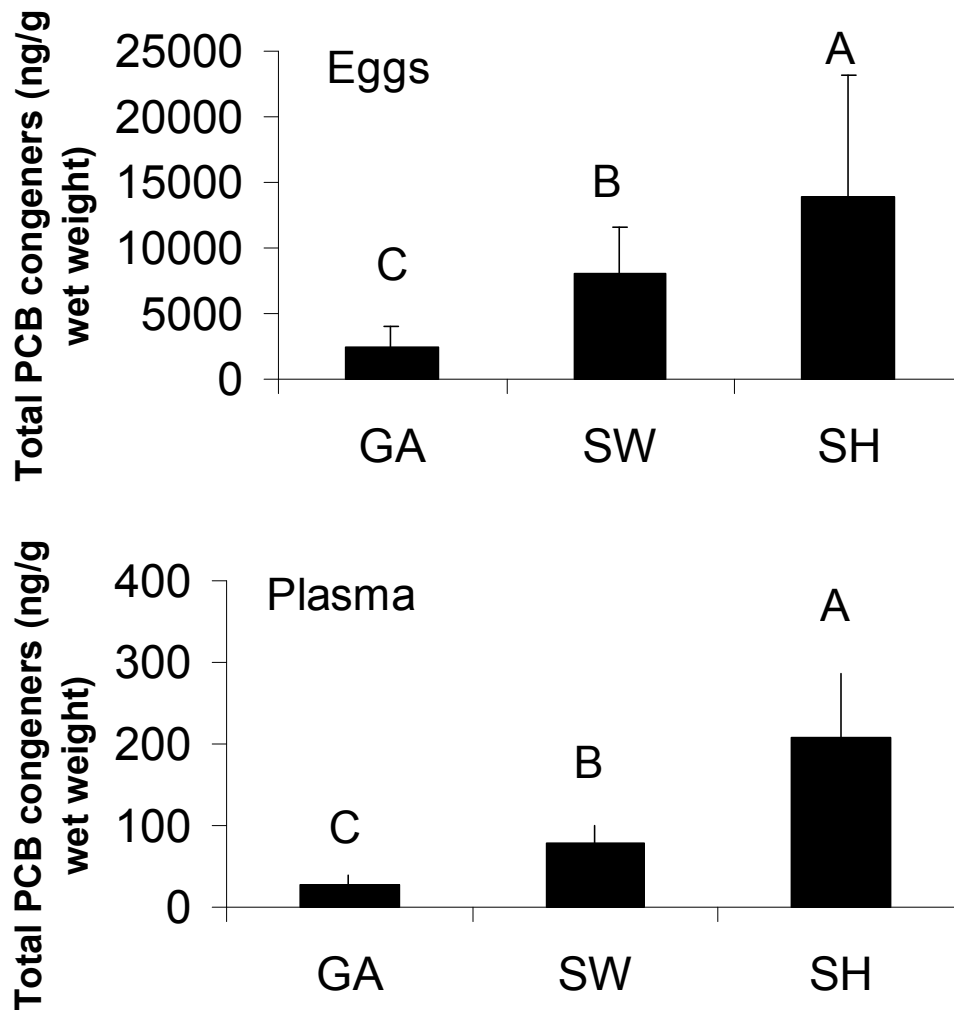 Total PCB congeners (ng/g
wet weight)
25000
20000
15000
10000
5000
0
Eggs
C
B
A
GA SW SH
Total PCB congeners (ng/g
wet weight)
400
300
200
100
0
Plasma
C
B
A
GA SW SH